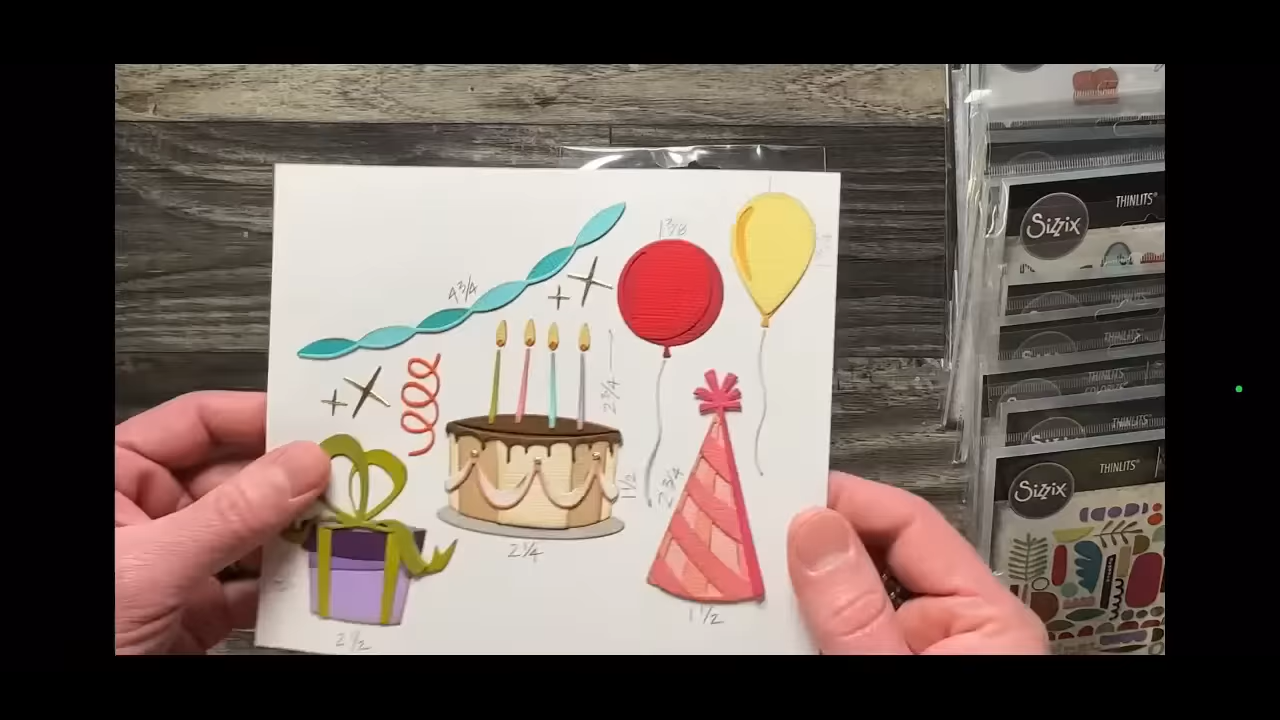 1 3/8
4 3/4
2 3/4
1 1/2
2 3/4
2 1/4
1 1/2
2 1/2
THINLITS®
Sizzix
THINLITS
THINLITS
THINLITS
THINLITS
THINLITS®
Sizzix